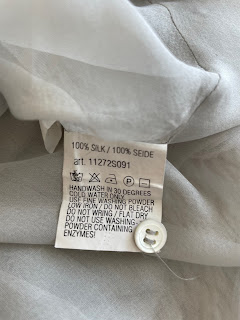 100% SILK / 100% SEIDE
art. 11272S091
P
HANDWASH IN 30 DEGREES
COLD WATER ONLY
USE FINE WASHING POWDER
LOW IRON / DO NOT BLEACH
DO NOT WRING / FLAT DRY
DO NOT USE WASHING-
POWDER CONTAINING
ENZYMES!